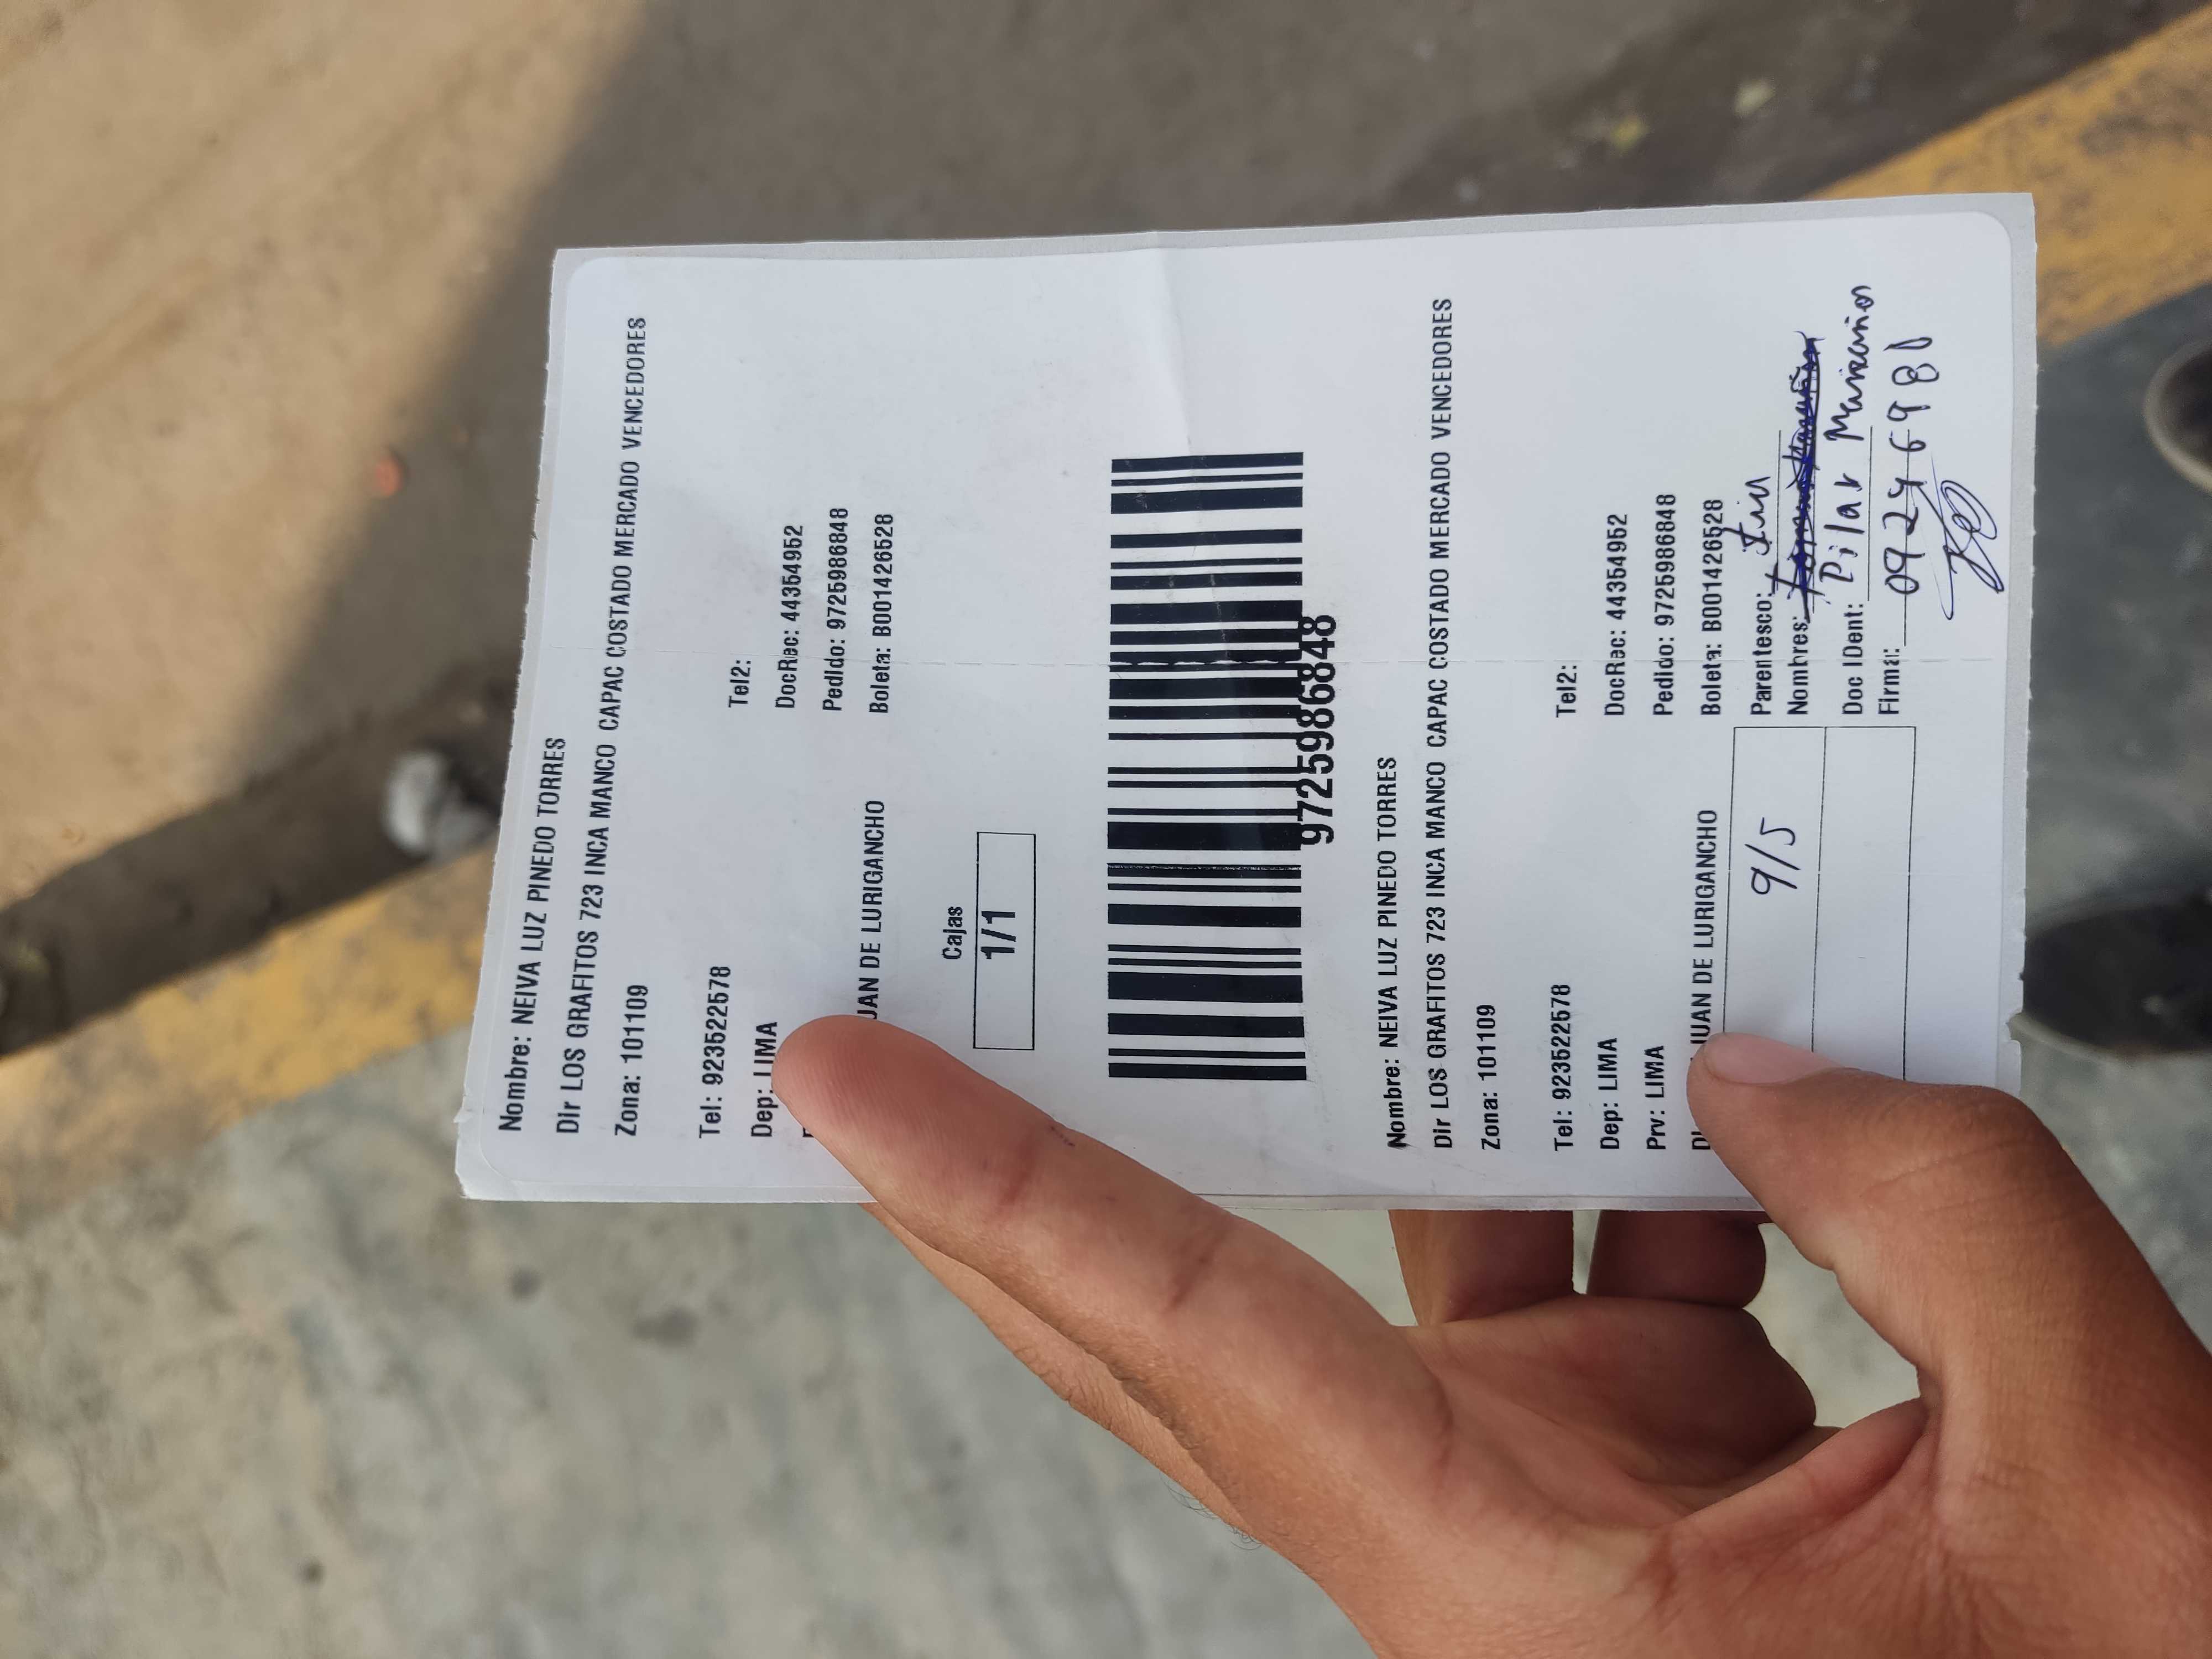 Nombre: NEIVA LUZ PINEDO TORRES
Dir LOS GRAFITOS 723 INCA MANCO CAPAC COSTADO MERCADO VENCEDORES
Zona: 101109
Tel: 923522578 Tel2:
Dep: LIMA DocRec: 44354952
Pedido: 9725986848
UAN DE LURIGANCHO Boleta: B001426528
Cajas
1/1
9725986848
Nombre: NEIVA LUZ PINEDO TORRES
Dir LOS GRAFITOS 723 INCA MANCO CAPAC COSTADO MERCADO VENCEDORES
Zona: 101109
Tel: 923522578 Tel2:
Dep: LIMA DocRec: 44354952
Prv: LIMA Pedido: 9725986848
UAN DE LURIGANCHO Boleta: B001426528
9/5 Parentesco:
Nombres: Pilar
Doc IDent:
Firma: